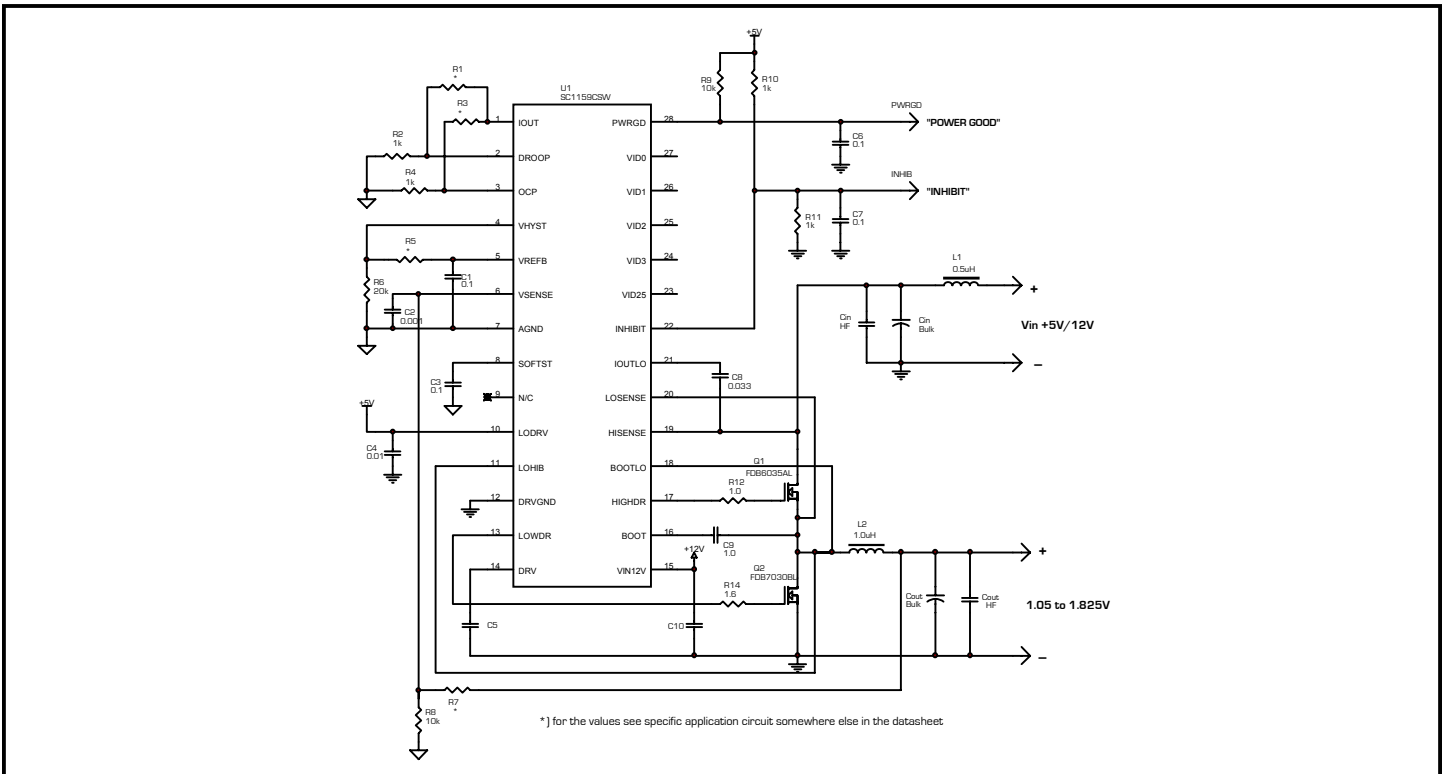 +5V
R1
*
R9
10k
R10
1k
U1
SC1159CSW
R3
*
PWRGD
1
IOUT
PWRGD
28
"POWER GOOD"
R2
1k
C6
0.1
2
DROOP
VID0
27
R4
1k
INHIB
3
OCP
VID1
26
"INHIBIT"
R11
1k
C7
0.1
4
VHYST
VID2
25
R5
*
5
VREFB
VID3
24
L1
0.5uH
R6
20k
C1
0.1
6
VSENSE
VID25
23
+
C2
0.001
Cin
HF
Cin
Bulk
Vin +5V/12V
7
AGND
INHIBIT
22
8
SOFTST
IOUTLO
21
–
C3
0.1
C8
0.033
9
N/C
LOSENSE
20
+5V
10
LODRV
HISENSE
19
C4
0.01
11
LOHIB
BOOTLO
18
Q1
FDB6035AL
R12
1.0
12
DRVGND
HIGHDR
17
13
LOWDR
BOOT
16
C9
1.0
L2
1.0uH
+12V
+
14
DRV
VIN12V
15
Q2
FDB7030BL
R14
1.6
Cout
Bulk
Cout
HF
1.05 to 1.825V
C5
C10
–
R7
*
R8
10k
*) for the values see specific application circuit somewhere else in the datasheet